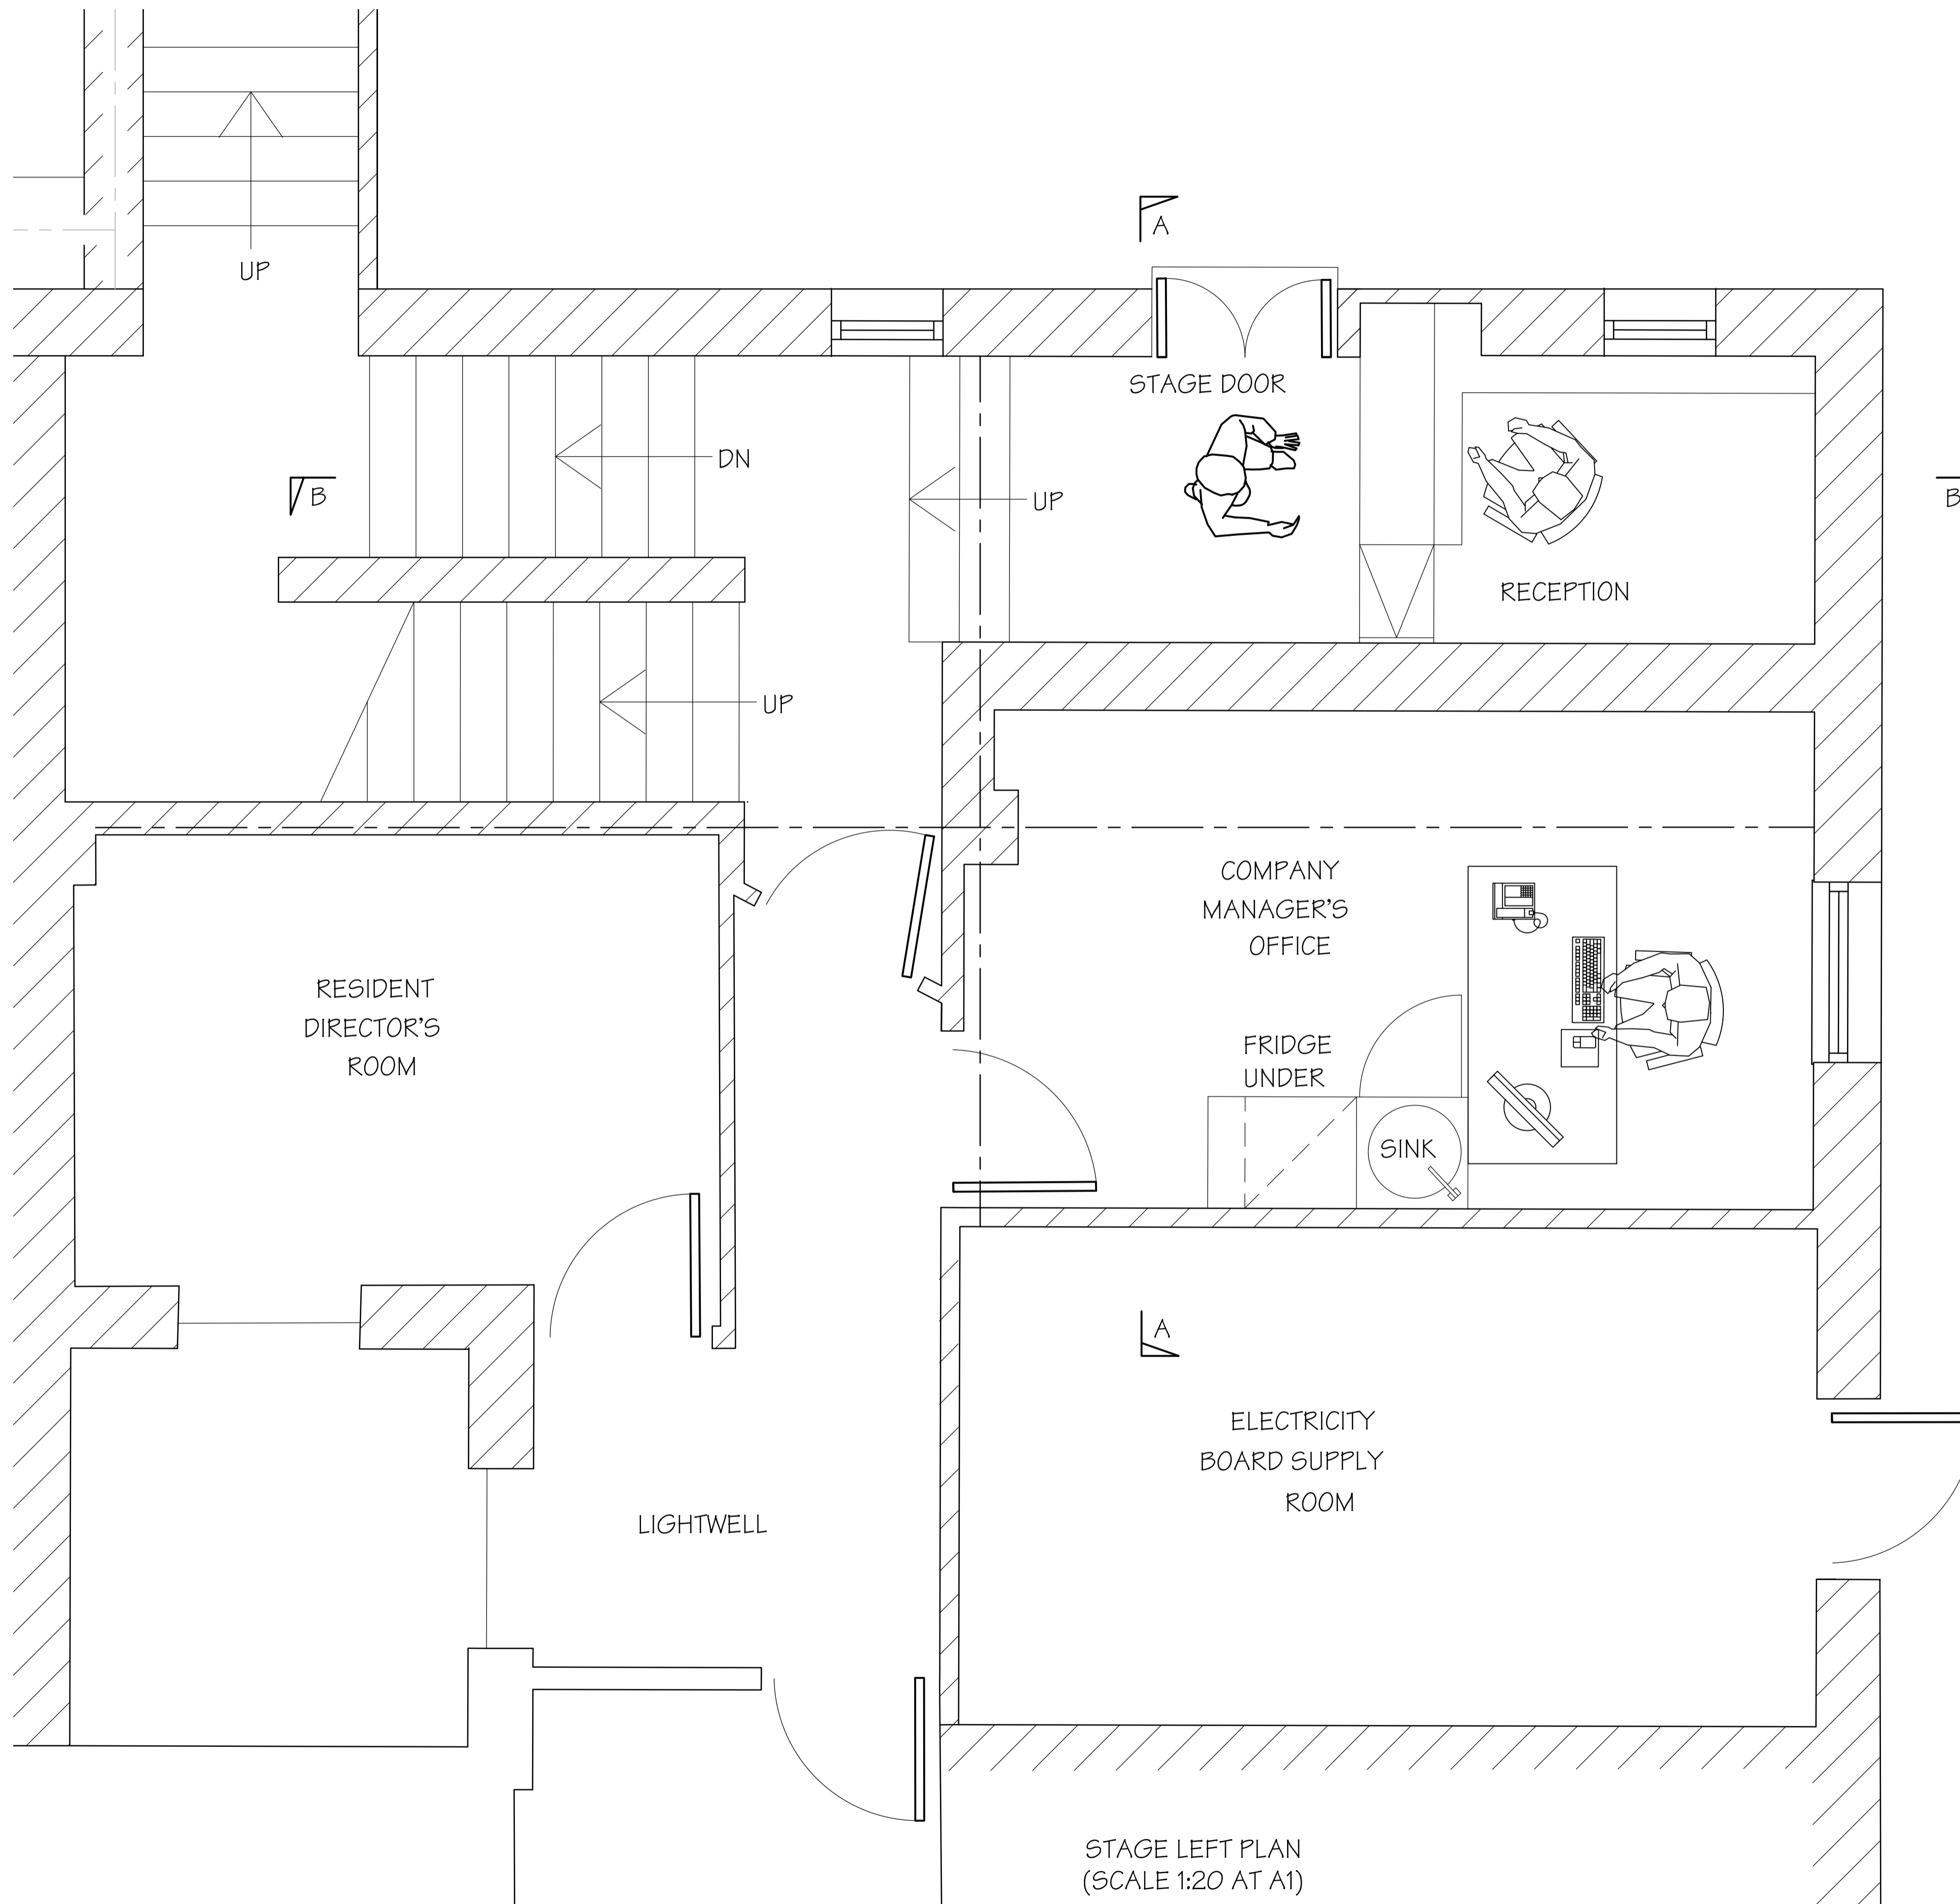 A
UP
STAGE DOOR
DN
B
UP
B
RECEPTION
UP
COMPANY
MANAGER'S
OFFICE
RESIDENT
DIRECTOR'S
ROOM
FRIDGE
UNDER
SINK
A
ELECTRICITY
BOARD SUPPLY
ROOM
LIGHTWELL
STAGE LEFT PLAN
(SCALE 1:20 AT A1)